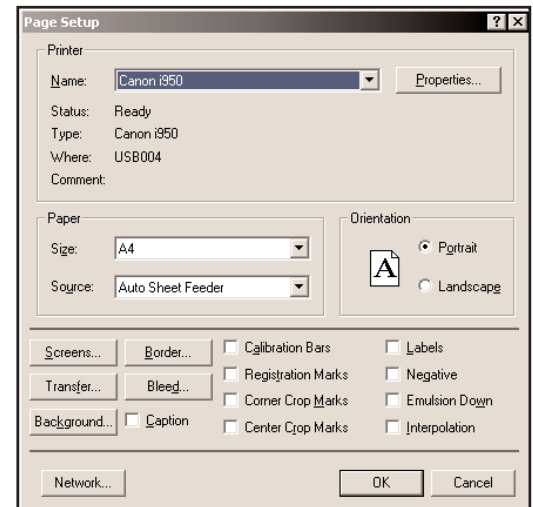 Page Setup
Printer
Name: Canon i950 Properties...
Status: Ready
Type: Canon i950
Where: USB004
Comment:
Paper
Size: A4
Source: Auto Sheet Feeder
Orientation
A
Portrait
Landscape
Screens... Border... Calibration Bars Labels
Transfer... Bleed... Registration Marks Negative
Corner Crop Marks Emulsion Down
Background... Caption Center Crop Marks Interpolation
Network... OK Cancel